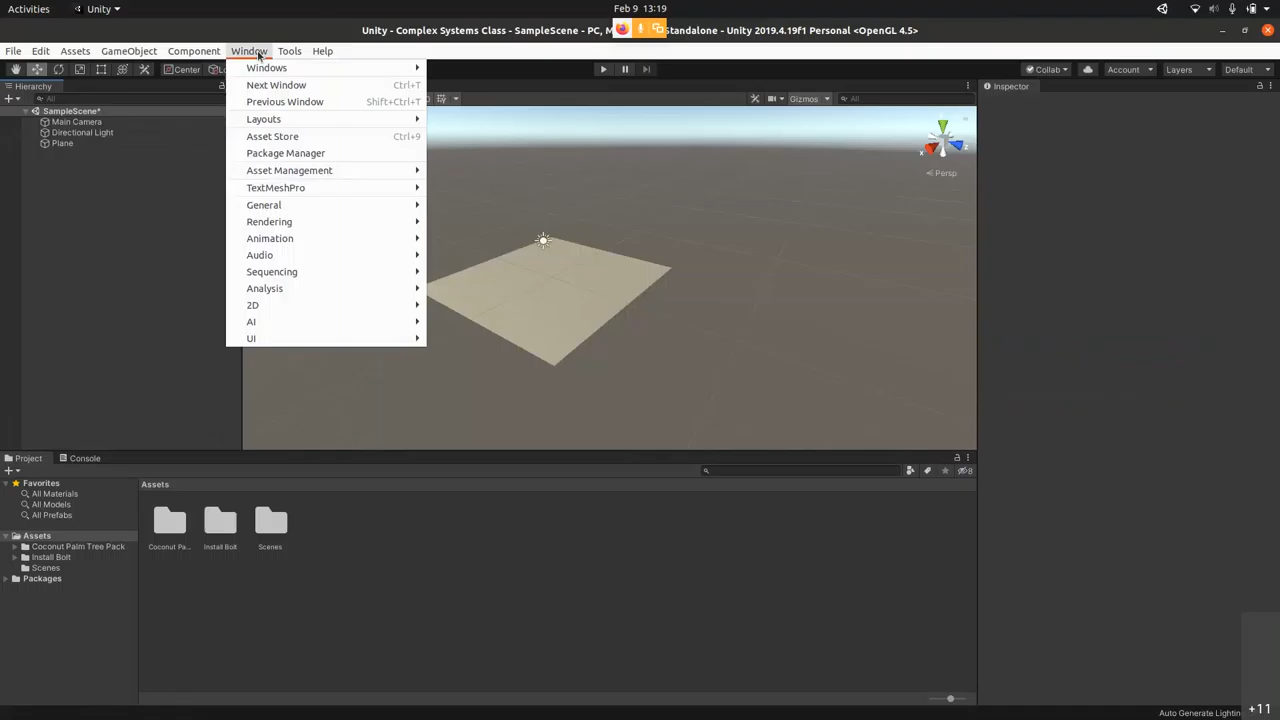 Activities Unity Feb 9 13:19
Unity - Complex Systems Class - SampleScene - PC, M Standalone - Unity 2019.4.19f1 Personal <OpenGL 4.5>
File Edit Assets GameObject Component Window Tools Help
Center Collab Account Layers Default
Hierarchy
All
SampleScene*
Main Camera
Directional Light
Plane
Windows
Next Window Ctrl+T
Previous Window Shift+Ctrl+T
Layouts
Asset Store Ctrl+9
Package Manager
Asset Management
TextMeshPro
General
Rendering
Animation
Audio
Sequencing
Analysis
2D
AI
UI
Gizmos All
x z
Persp
Inspector
Project Console
8
Favorites
All Materials
All Models
All Prefabs
Assets
Coconut Palm Tree Pack
Install Bolt
Scenes
Packages
Assets
Coconut Pa... Install Bolt Scenes
Auto Generate Lightin
+11